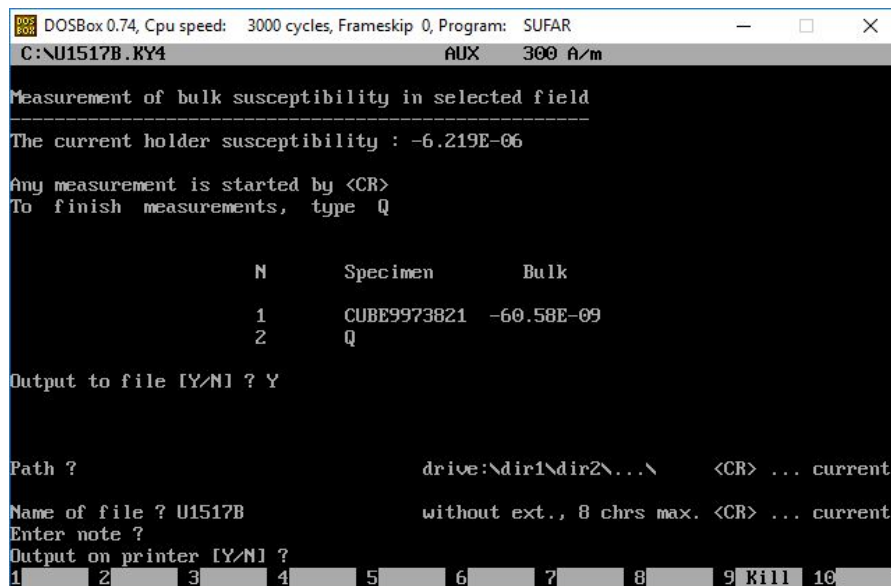 DOSBox 0.74, Cpu speed: 3000 cycles, Frameskip 0, Program: SUFAR
C:\U1517B.KY4 AUX 300 A/m
Measurement of bulk susceptibility in selected field
----------------------------------------------------
The current holder susceptibility : -6.219E-06
Any measurement is started by <CR>
To finish measurements, type Q
N Specimen Bulk
1 CUBE9973821 -60.58E-09
2 Q
Output to file [Y/N] ? Y
Path ? drive:\dir1\dir2\...\ <CR> ... current
Name of file ? U1517B without ext., 8 chrs max. <CR> ... current
Enter note ?
Output on printer [Y/N] ?
1 2 3 4 5 6 7 8 9 Kill 10